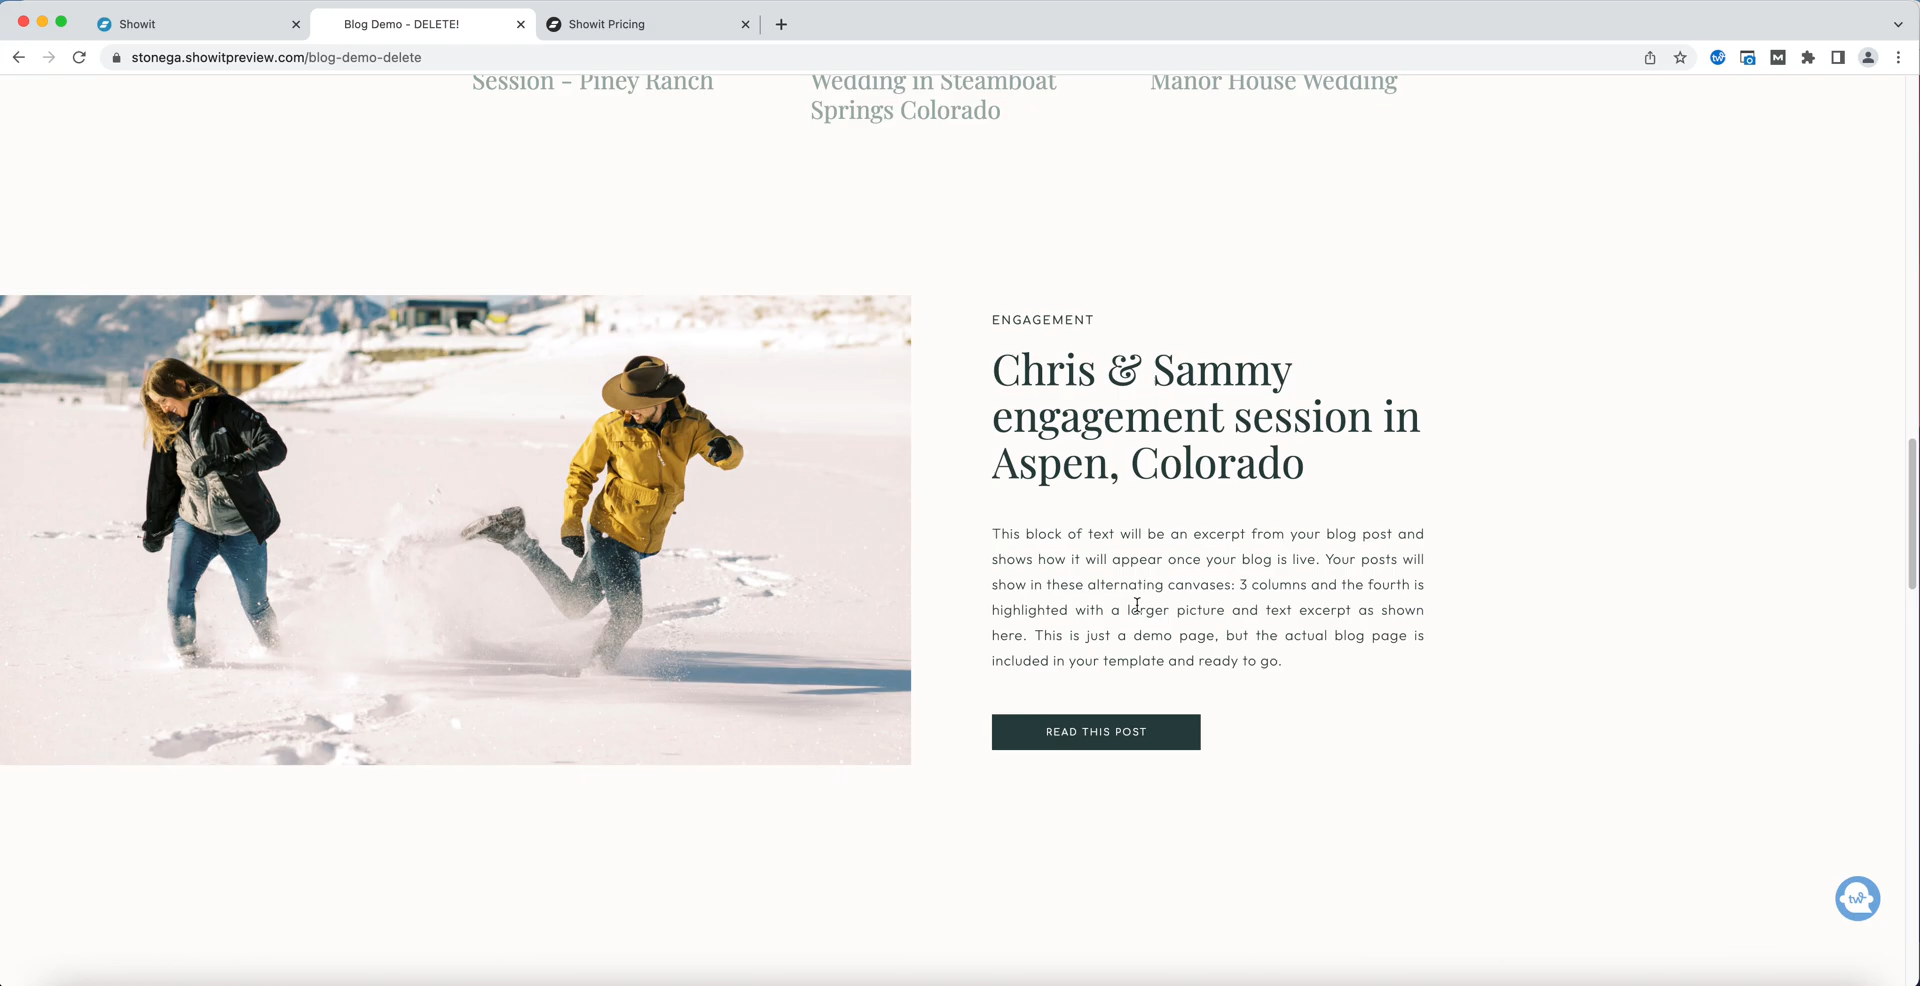 Showit
Blog Demo - DELETE!
Showit Pricing
stonega.showitpreview.com/blog-demo-delete
Session - Piney Ranch
Wedding in Steamboat
Springs Colorado
Manor House Wedding
ENGAGEMENT
Chris & Sammy
engagement session in
Aspen, Colorado
This block of text will be an excerpt from your blog post and
shows how it will appear once your blog is live. Your posts will
show in these alternating canvases: 3 columns and the fourth is
highlighted with a larger picture and text excerpt as shown
here. This is just a demo page, but the actual blog page is
included in your template and ready to go.
READ THIS POST
tw